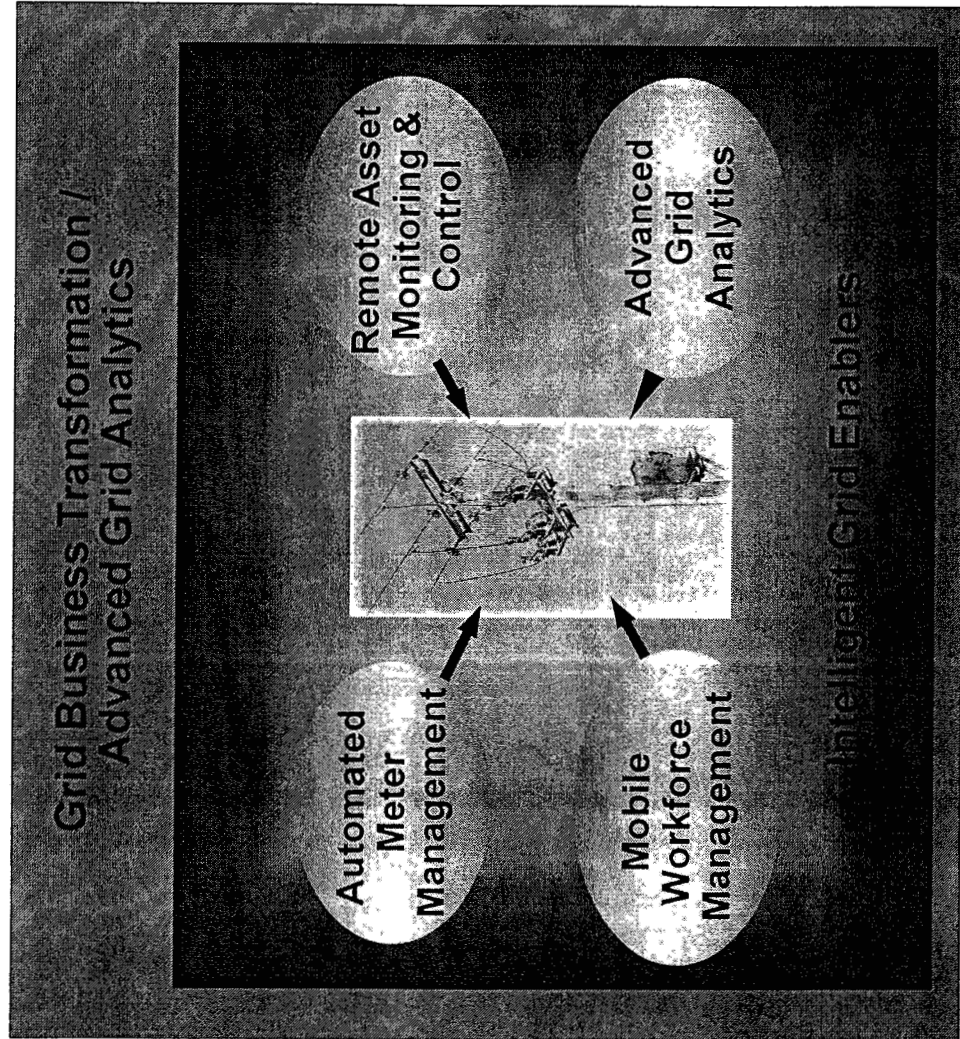 Grid Business Transformation /
Advanced Grid Analytics
Automated
Meter
Management
Remote Asset
Monitoring &
Control
Mobile
Workforce
Management
Advanced
Grid
Analytics
Intelligent Grid Enablers